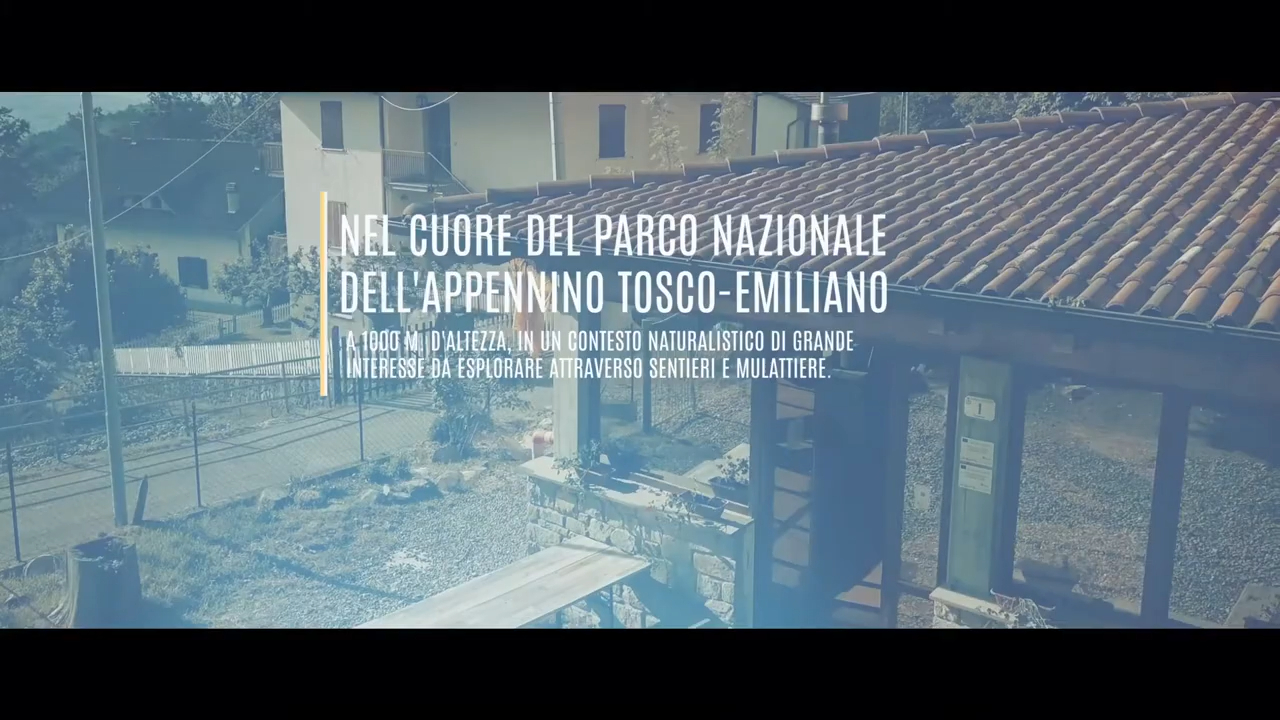 NEL CUORE DEL PARCO NAZIONALE
DELL'APPENNINO TOSCO-EMILIANO
A 1000 M. D'ALTEZZA, IN UN CONTESTO NATURALISTICO DI GRANDE
INTERESSE DA ESPLORARE ATTRAVERSO SENTIERI E MULATTIERE.
1